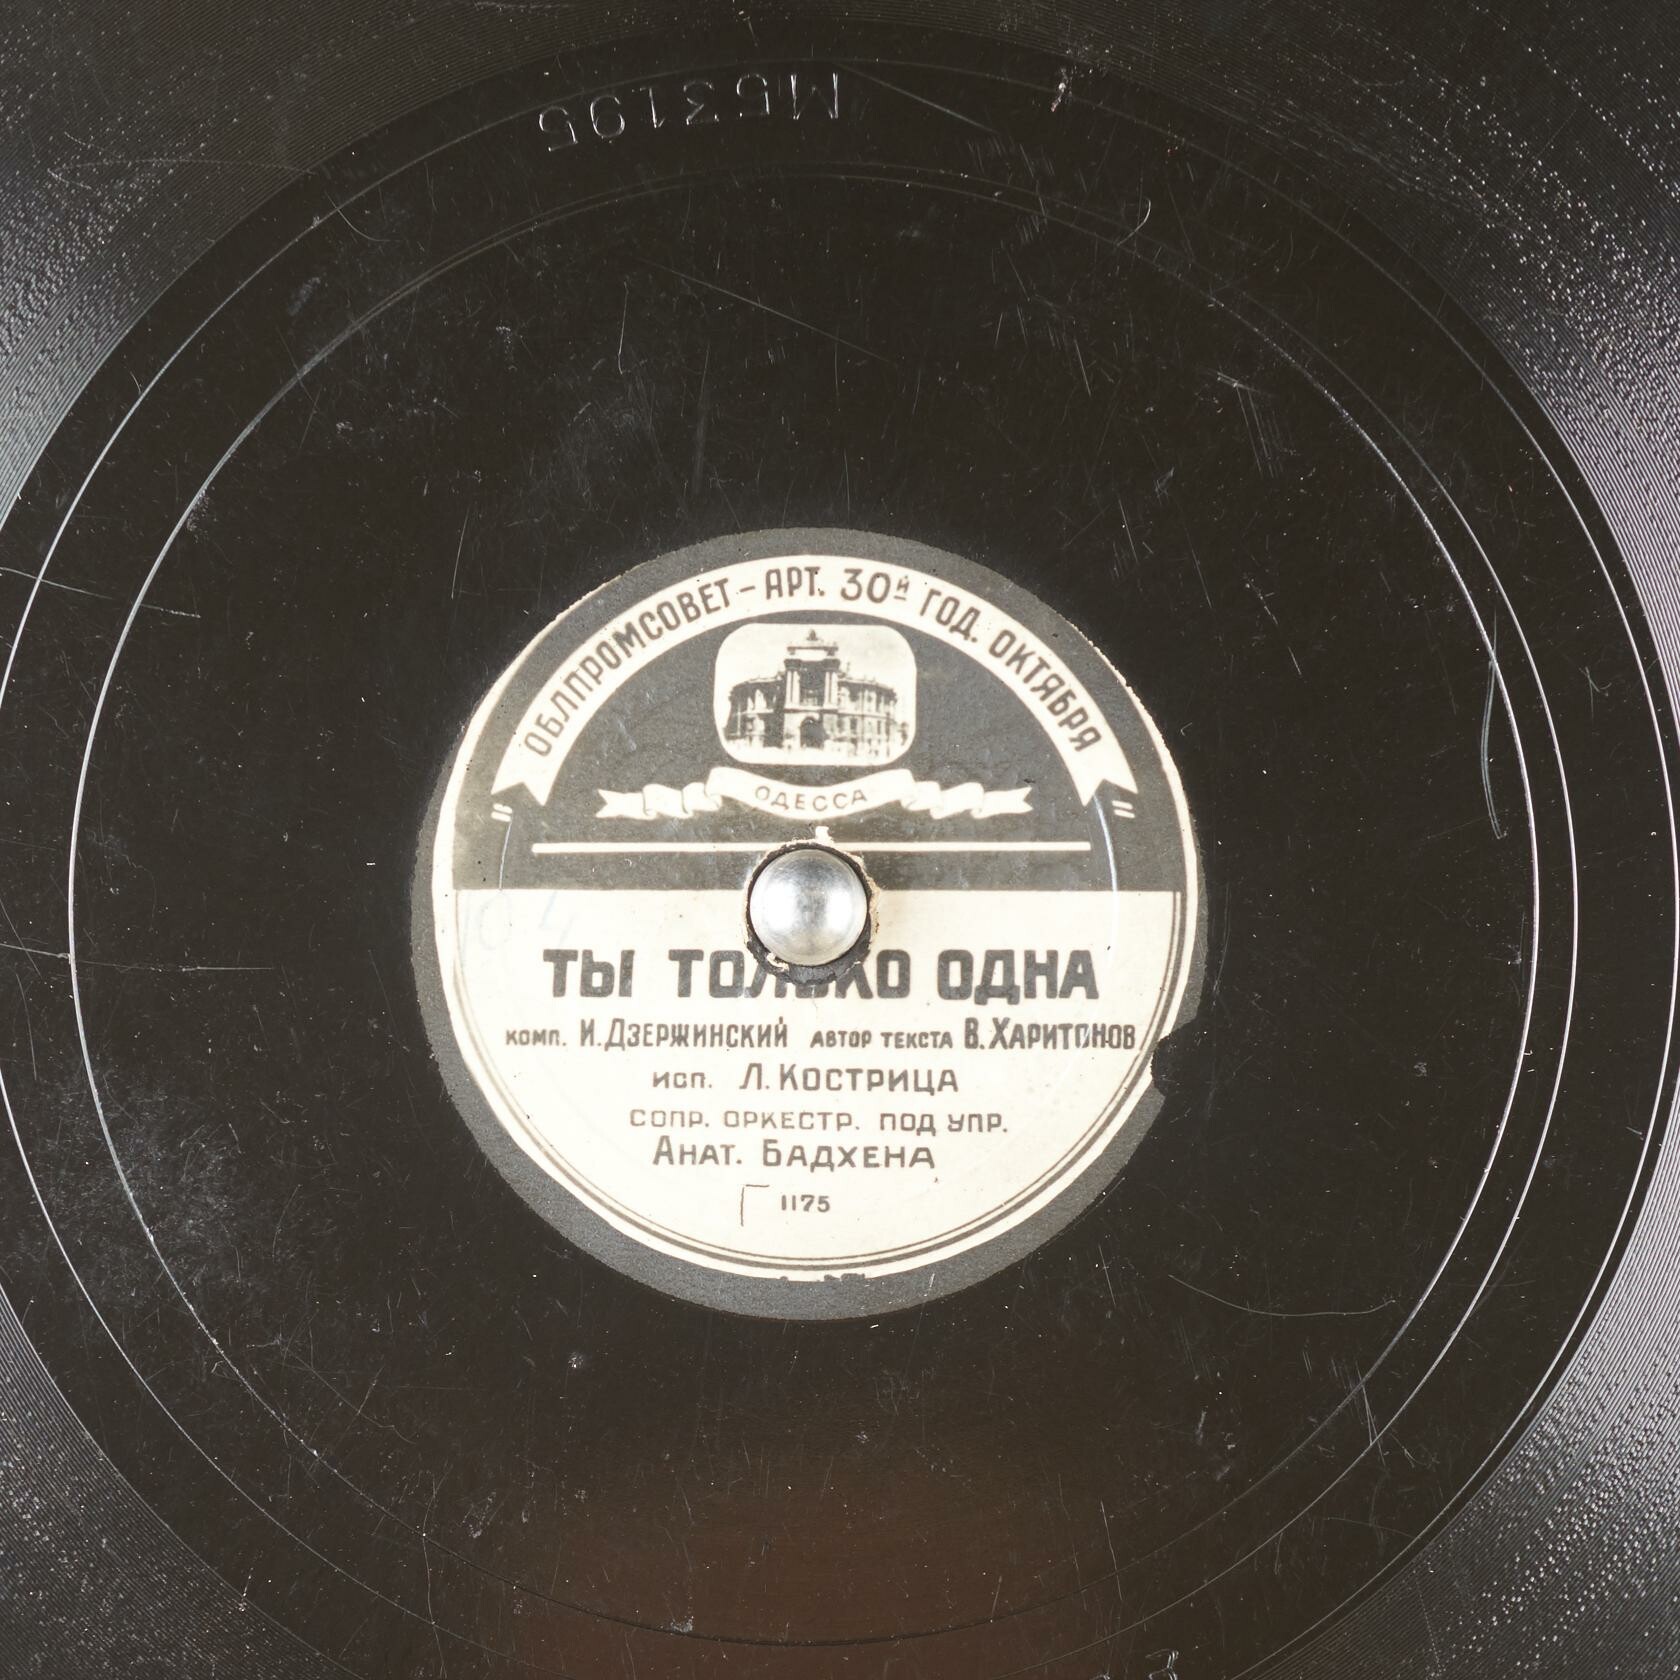 М53195
ОБЛПРОМСОВЕТ – АРТ. 30й ГОД. ОКТЯБРЯ
ОДЕССА
ТЫ ТОЛЬКО ОДНА
комп. И. ДЗЕРЖИНСКИЙ АВТОР ТЕКСТА В. ХАРИТОНОВ
исп. Л. КОСТРИЦА
СОПР. ОРКЕСТР. ПОД УПР.
АНАТ. БАДХЕНА
Г 1175